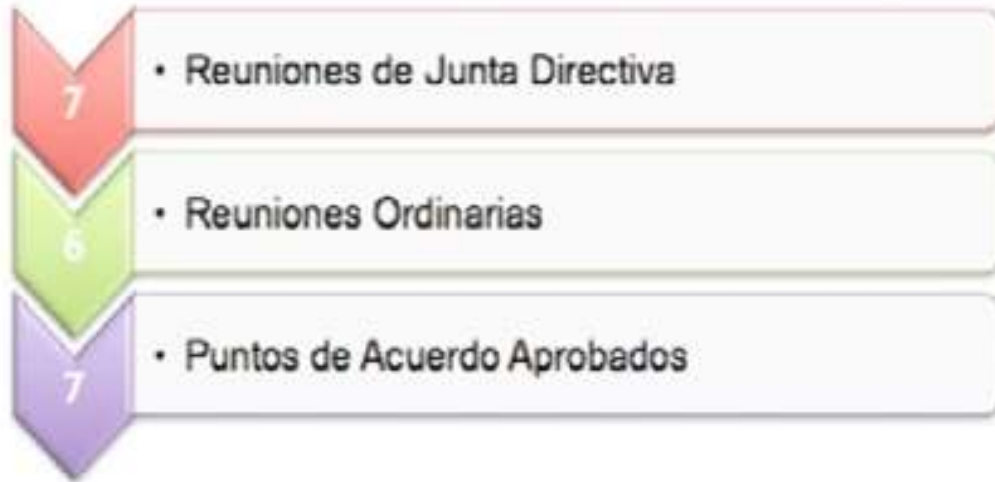 7
• Reuniones de Junta Directiva
6
• Reuniones Ordinarias
7
• Puntos de Acuerdo Aprobados